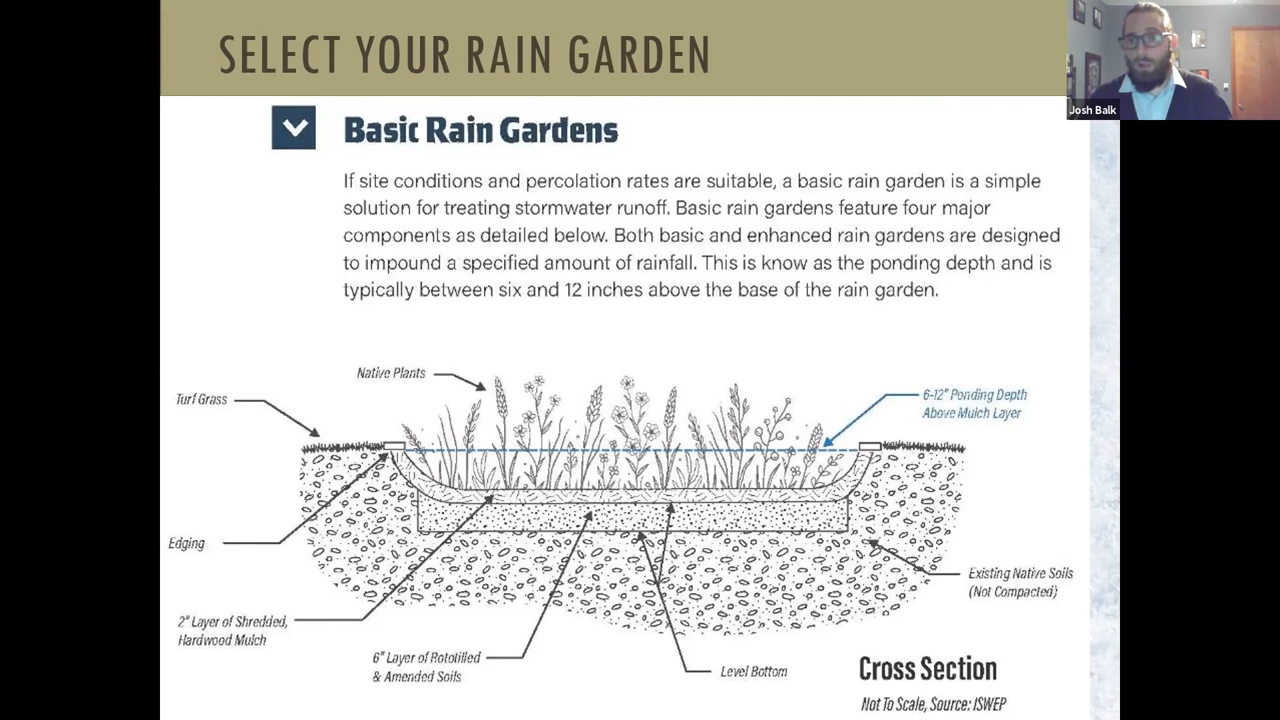 SELECT YOUR RAIN GARDEN
Josh Balk
Basic Rain Gardens
If site conditions and percolation rates are suitable, a basic rain garden is a simple
solution for treating stormwater runoff. Basic rain gardens feature four major
components as detailed below. Both basic and enhanced rain gardens are designed
to impound a specified amount of rainfall. This is know as the ponding depth and is
typically between six and 12 inches above the base of the rain garden.
Native Plants
Turf Grass
6-12" Ponding Depth
Above Mulch Layer
Edging
Existing Native Soils
(Not Compacted)
2" Layer of Shredded,
Hardwood Mulch
6" Layer of Rototilled
& Amended Soils
Level Bottom
Cross Section
Not To Scale, Source: ISWEP